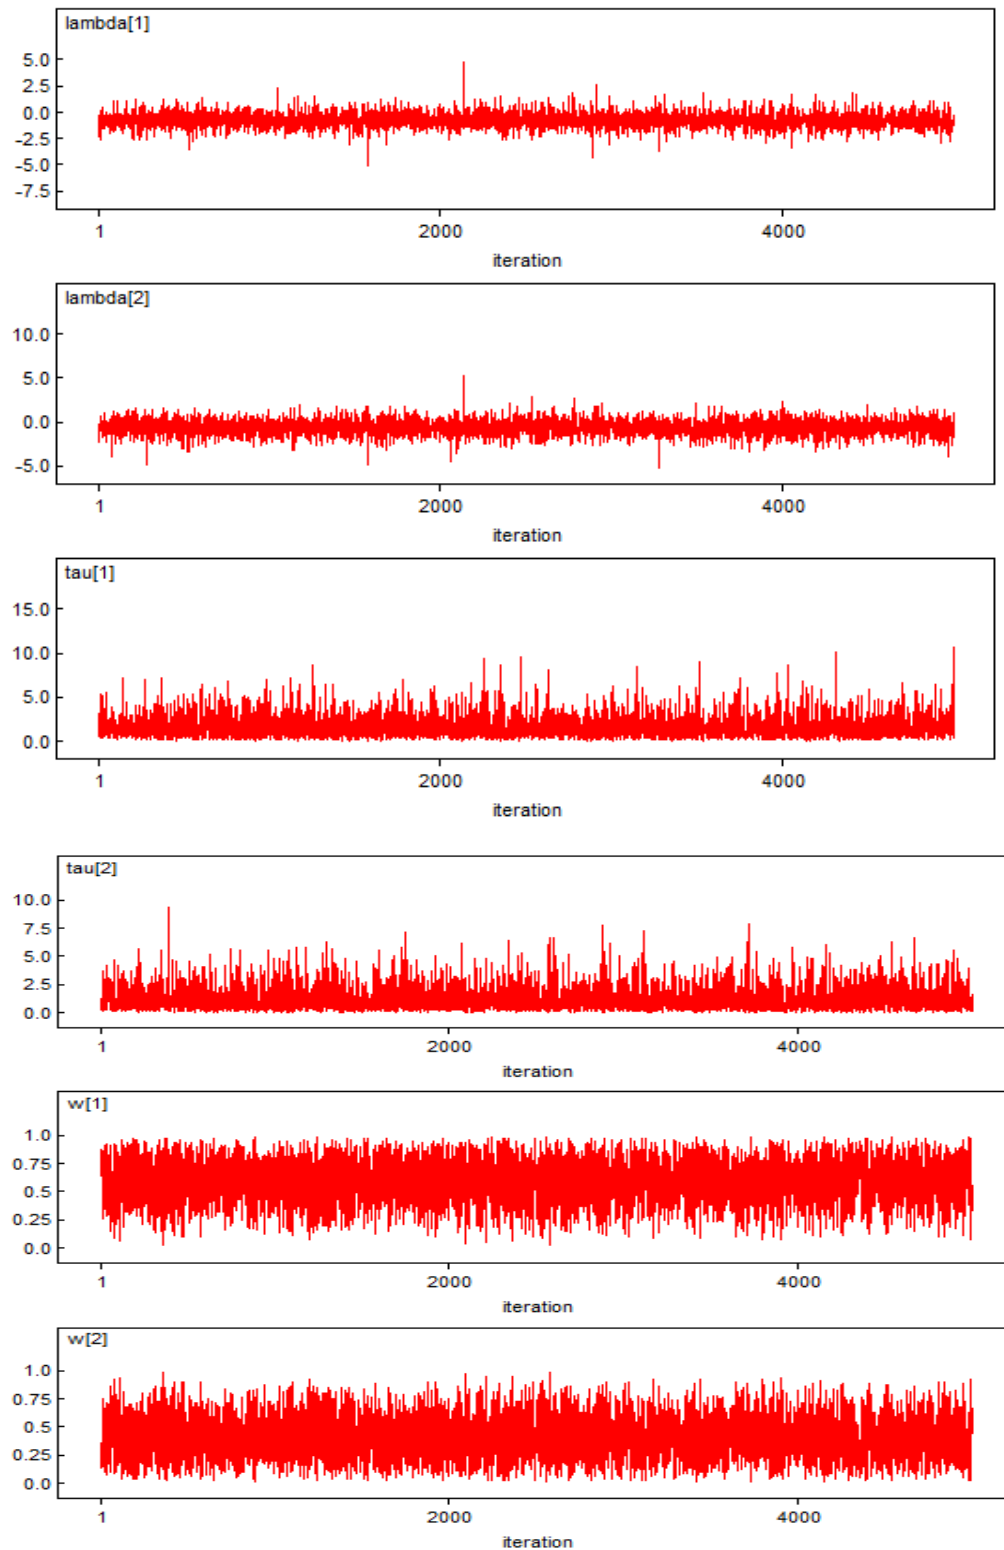 lambda[1]
5.0
2.5
0.0
-2.5
-5.0
-7.5
1 2000 4000
iteration
lambda[2]
10.0
5.0
0.0
-5.0
1 2000 4000
iteration
tau[1]
15.0
10.0
5.0
0.0
1 2000 4000
iteration
tau[2]
10.0
7.5
5.0
2.5
0.0
1 2000 4000
iteration
w[1]
1.0
0.75
0.5
0.25
0.0
1 2000 4000
iteration
w[2]
1.0
0.75
0.5
0.25
0.0
1 2000 4000
iteration